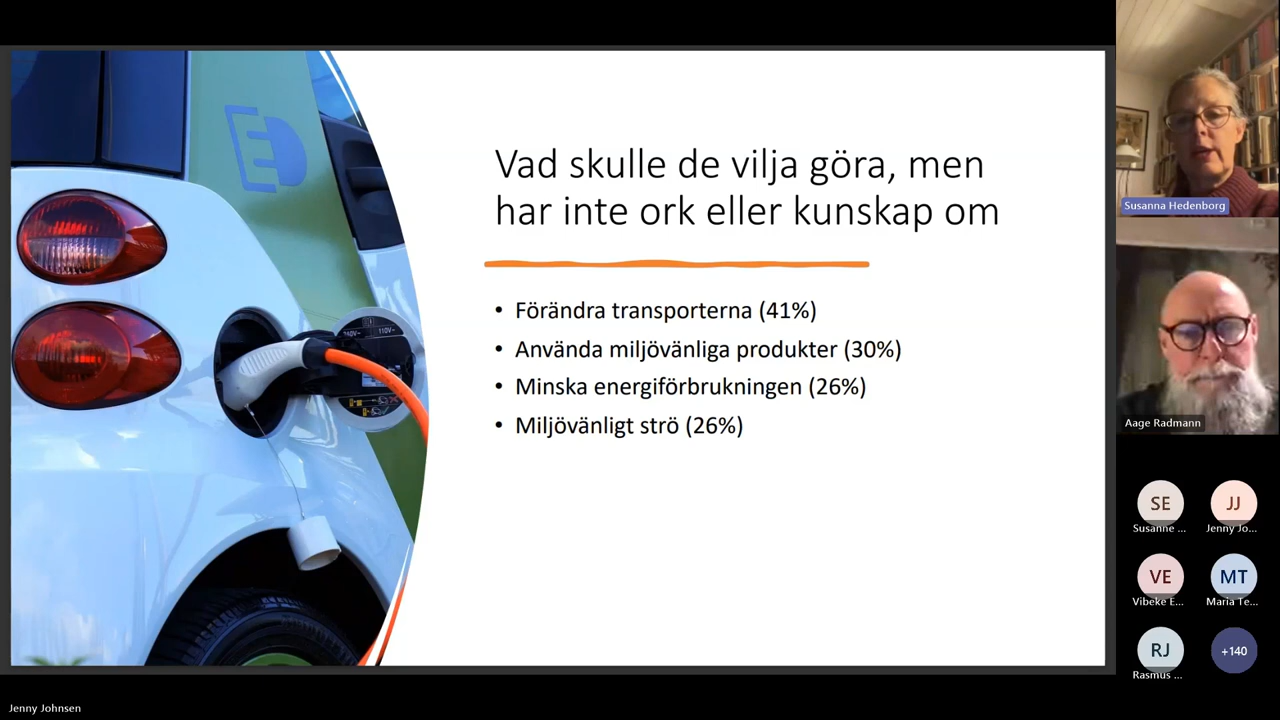 Vad skulle de vilja göra, men
har inte ork eller kunskap om
• Förändra transporterna (41%)
• Använda miljövänliga produkter (30%)
• Minska energiförbrukningen (26%)
• Miljövänligt strö (26%)
ED
110V~
Susanna Hedenborg
Aage Radmann
SE
JJ
Susanne ...
Jenny Jo...
VE
MT
Vibeke E...
Maria Te...
RJ
+140
Rasmus ...
Jenny Johnsen